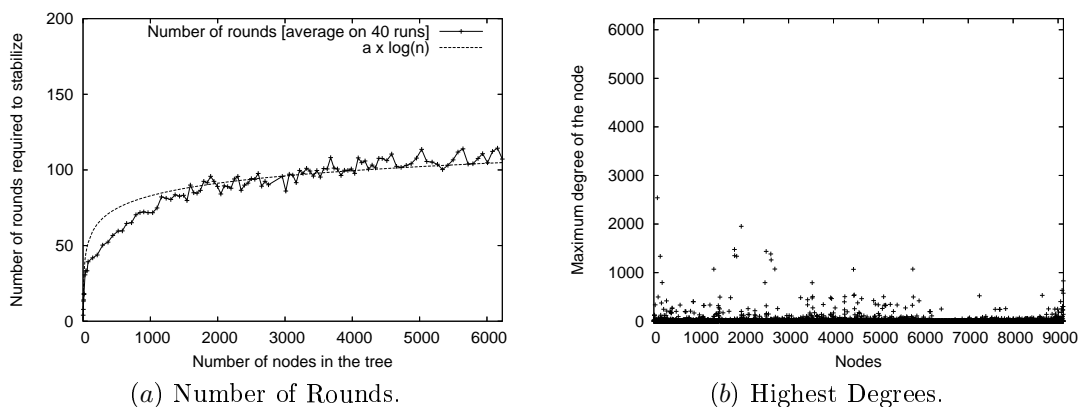 Number of rounds required to stabilize
200
150
100
50
0
Number of rounds [average on 40 runs]
a x log(n)
0 1000 2000 3000 4000 5000 6000
Number of nodes in the tree
(a) Number of Rounds.
Maximum degree of the node
6000
5000
4000
3000
2000
1000
0
0 1000 2000 3000 4000 5000 6000 7000 8000 9000
Nodes
(b) Highest Degrees.